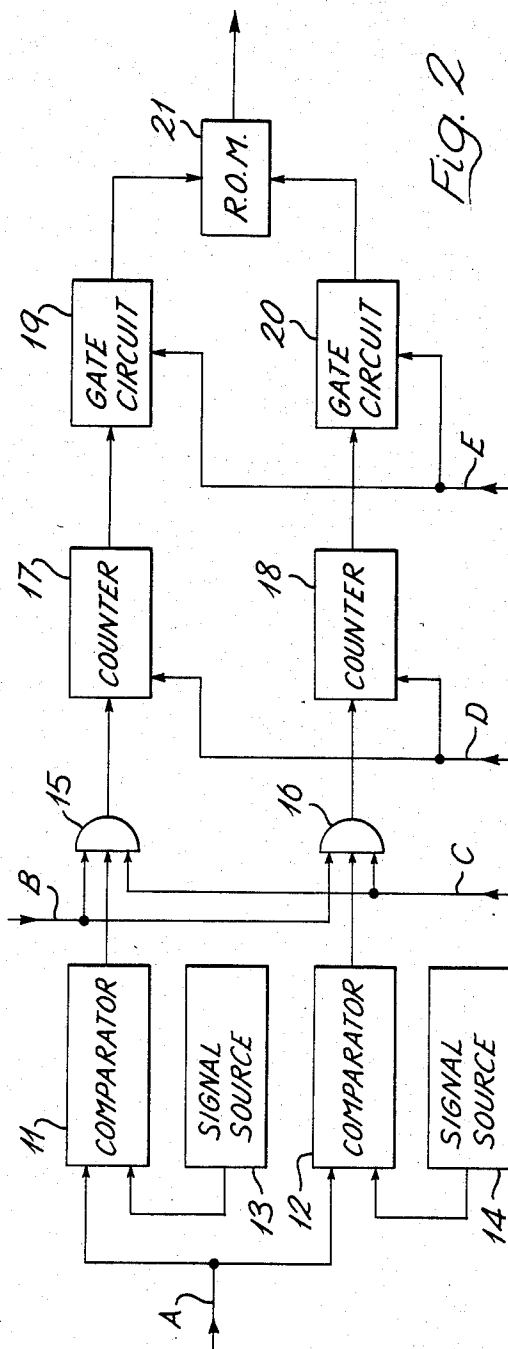 A
11
COMPARATOR
13
SIGNAL
SOURCE
12
COMPARATOR
14
SIGNAL
SOURCE
B
C
15
16
17
COUNTER
18
COUNTER
D
19
GATE
CIRCUIT
20
GATE
CIRCUIT
E
21
R.O.M.
Fig. 2